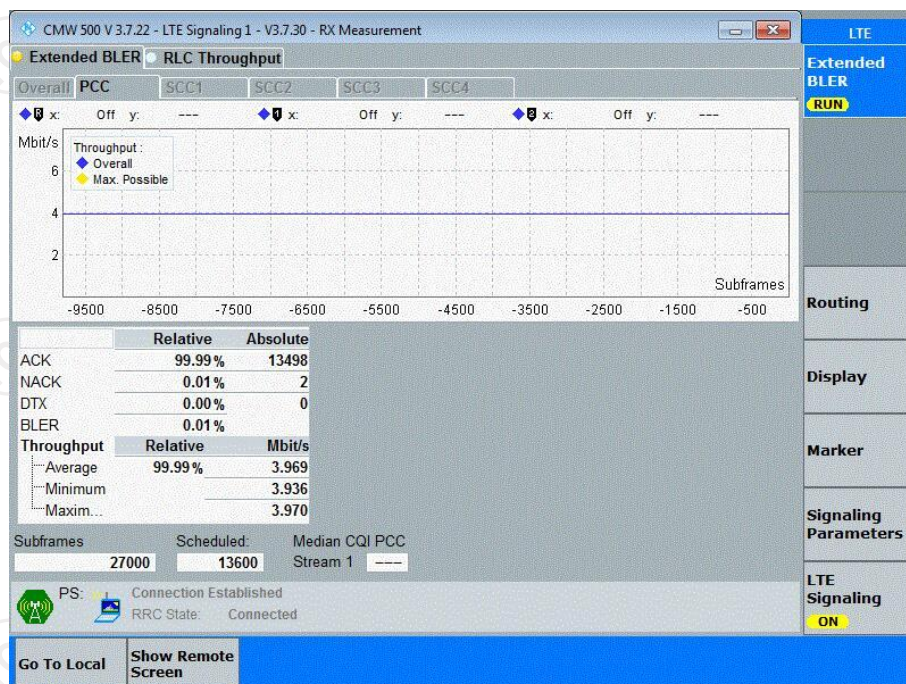 CMW 500 V 3.7.22 - LTE Signaling 1 - V3.7.30 - RX Measurement
LTE
Extended BLER RLC Throughput
Extended BLER
RUN
Overall PCC SCC1 SCC2 SCC3 SCC4
R x: Off y: --- 1 x: Off y: --- 2 x: Off y: ---
Mbit/s
Throughput :
Overall
Max. Possible
6
4
2
Subframes
-9500 -8500 -7500 -6500 -5500 -4500 -3500 -2500 -1500 -500
Routing
Relative Absolute
ACK 99.99 % 13498
NACK 0.01 % 2
DTX 0.00 % 0
BLER 0.01 %
Display
Throughput Relative Mbit/s
Average 99.99 % 3.969
Minimum 3.936
Maxim... 3.970
Marker
Subframes Scheduled: Median CQI PCC
27000 13600 Stream 1 ---
Signaling
Parameters
PS: Connection Established
RRC State: Connected
LTE
Signaling
ON
Go To Local
Show Remote
Screen